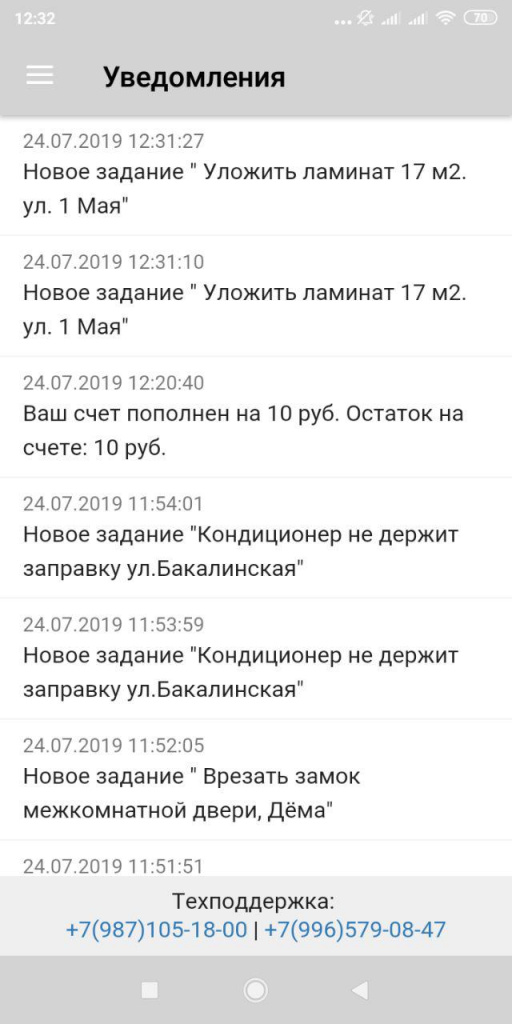 12:32
70
Уведомления
24.07.2019 12:31:27
Новое задание " Уложить ламинат 17 м2.
ул. 1 Мая"
24.07.2019 12:31:10
Новое задание " Уложить ламинат 17 м2.
ул. 1 Мая"
24.07.2019 12:20:40
Ваш счет пополнен на 10 руб. Остаток на
счете: 10 руб.
24.07.2019 11:54:01
Новое задание "Кондиционер не держит
заправку ул.Бакалинская"
24.07.2019 11:53:59
Новое задание "Кондиционер не держит
заправку ул.Бакалинская"
24.07.2019 11:52:05
Новое задание " Врезать замок
межкомнатной двери, Дёма"
24.07.2019 11:51:51
Техподдержка:
+7(987)105-18-00 | +7(996)579-08-47